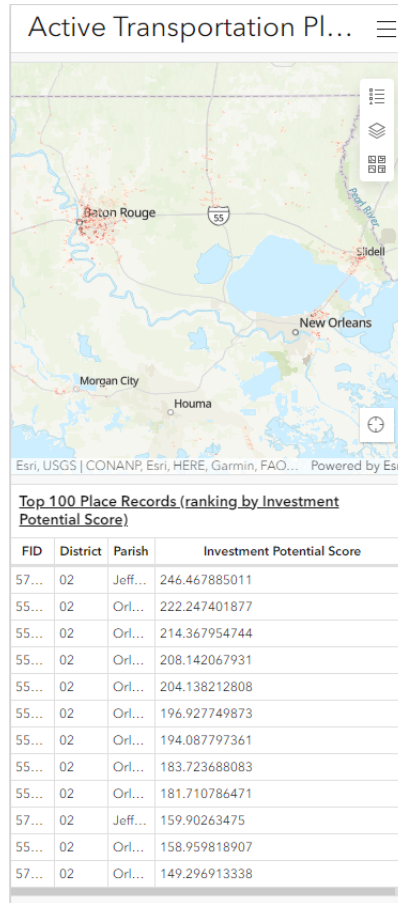 Active Transportation Pl...
Baton Rouge
55
Pearl River
Slidell
New Orleans
Morgan City
Houma
Esri, USGS | CONANP, Esri, HERE, Garmin, FAO... Powered by Esri
Top 100 Place Records (ranking by Investment
Potential Score)
FID District Parish Investment Potential Score
57... 02 Jeff... 246.467885011
55... 02 Orl... 222.247401877
55... 02 Orl... 214.367954744
55... 02 Orl... 208.142067931
55... 02 Orl... 204.138212808
55... 02 Orl... 196.927749873
55... 02 Orl... 194.087797361
55... 02 Orl... 183.723688083
55... 02 Orl... 181.710786471
57... 02 Jeff... 159.90263475
55... 02 Orl... 158.959818907
57... 02 Orl... 149.296913338